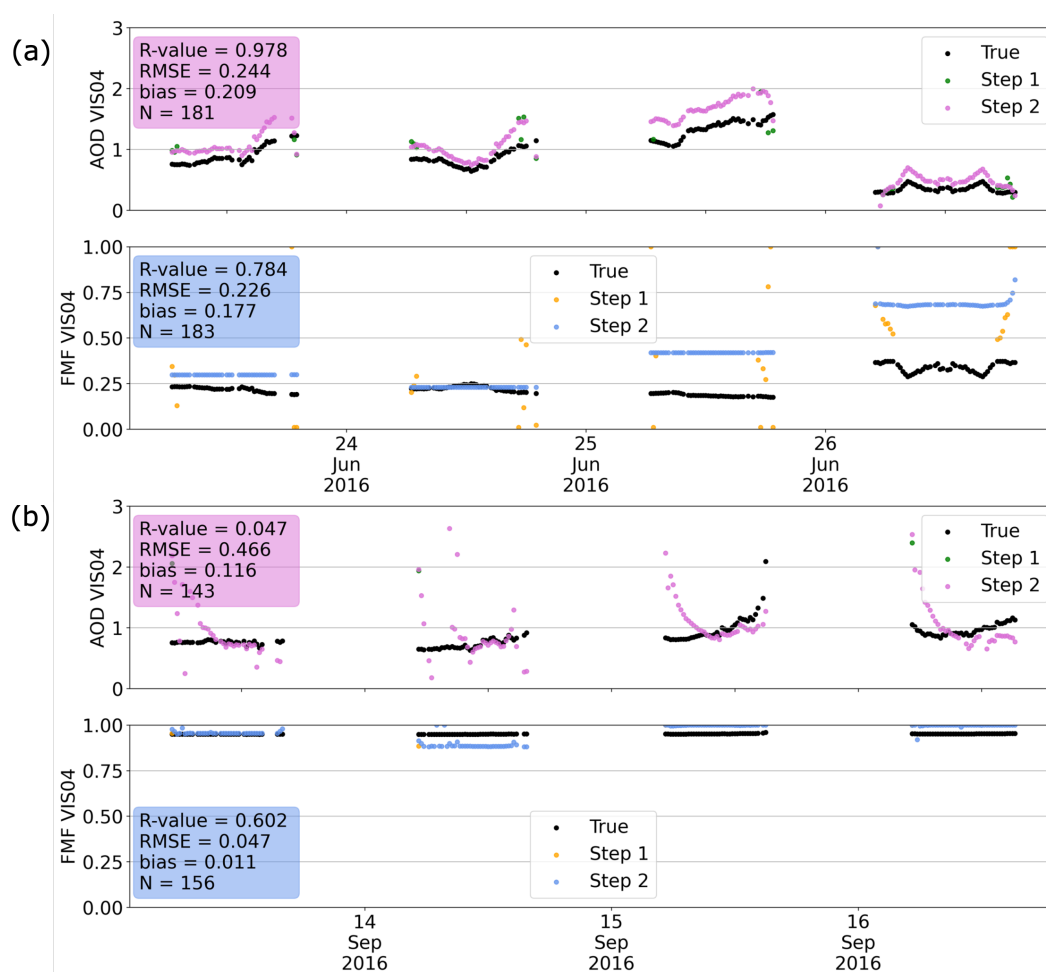 (a)
AOD VIS04
3
2
1
0
R-value = 0.978
RMSE = 0.244
bias = 0.209
N = 181
True
Step 1
Step 2
FMF VIS04
1.00
0.75
0.50
0.25
0.00
R-value = 0.784
RMSE = 0.226
bias = 0.177
N = 183
True
Step 1
Step 2
24
Jun
2016
25
Jun
2016
26
Jun
2016
(b)
AOD VIS04
3
2
1
0
R-value = 0.047
RMSE = 0.466
bias = 0.116
N = 143
True
Step 1
Step 2
FMF VIS04
1.00
0.75
0.50
0.25
0.00
R-value = 0.602
RMSE = 0.047
bias = 0.011
N = 156
True
Step 1
Step 2
14
Sep
2016
15
Sep
2016
16
Sep
2016